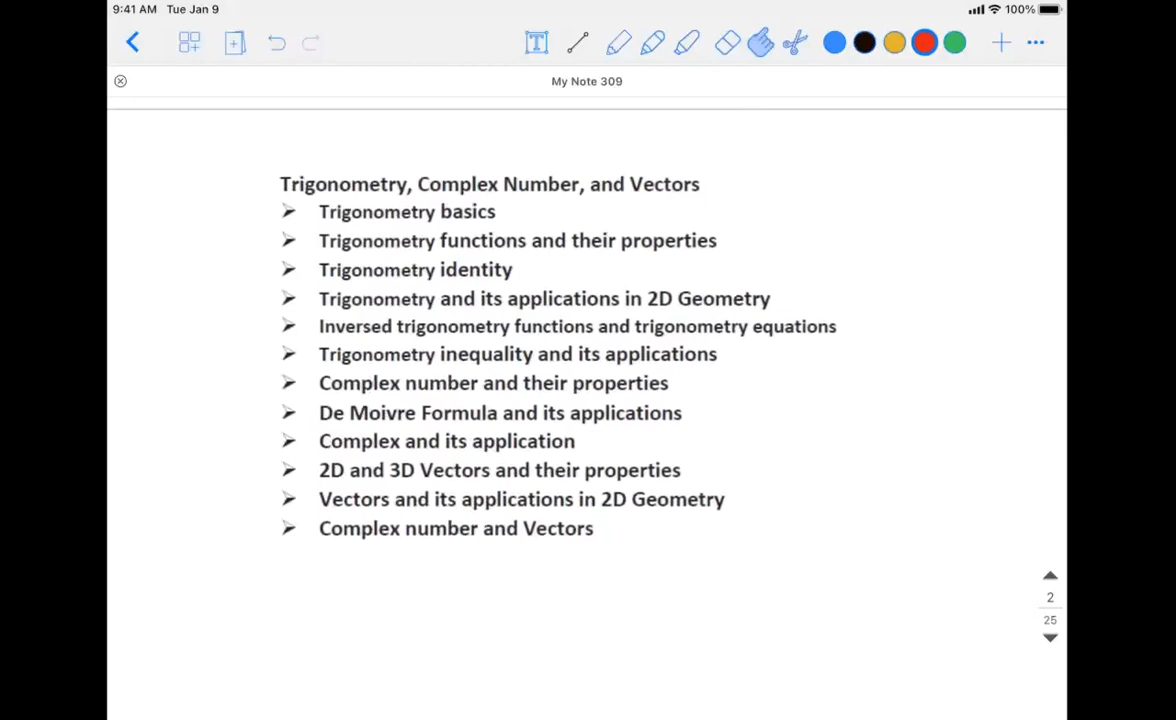 9:41 AM Tue Jan 9 100%
My Note 309
Trigonometry, Complex Number, and Vectors
➢ Trigonometry basics
➢ Trigonometry functions and their properties
➢ Trigonometry identity
➢ Trigonometry and its applications in 2D Geometry
➢ Inversed trigonometry functions and trigonometry equations
➢ Trigonometry inequality and its applications
➢ Complex number and their properties
➢ De Moivre Formula and its applications
➢ Complex and its application
➢ 2D and 3D Vectors and their properties
➢ Vectors and its applications in 2D Geometry
➢ Complex number and Vectors
2
25